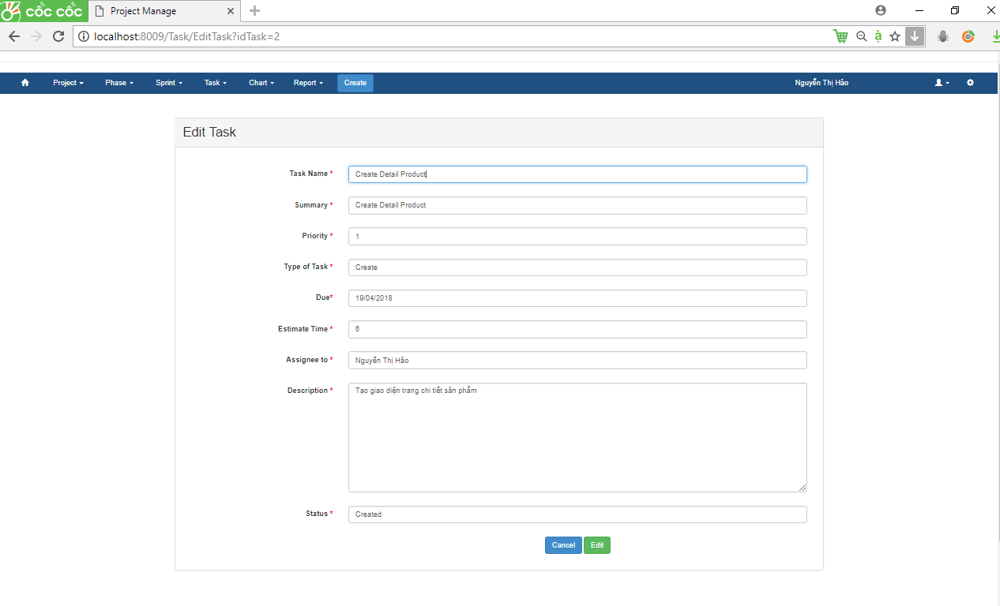 cốc cốc Project Manage
localhost:8009/Task/EditTask?idTask=2
Project Phase Sprint Task Chart Report Create Nguyễn Thị Hảo
Edit Task
Task Name * Create Detail Product
Summary * Create Detail Product
Priority * 1
Type of Task * Create
Due* 19/04/2018
Estimate Time * 6
Assignee to * Nguyễn Thị Hảo
Description * Tạo giao diện trang chi tiết sản phẩm
Status * Created
Cancel Edit